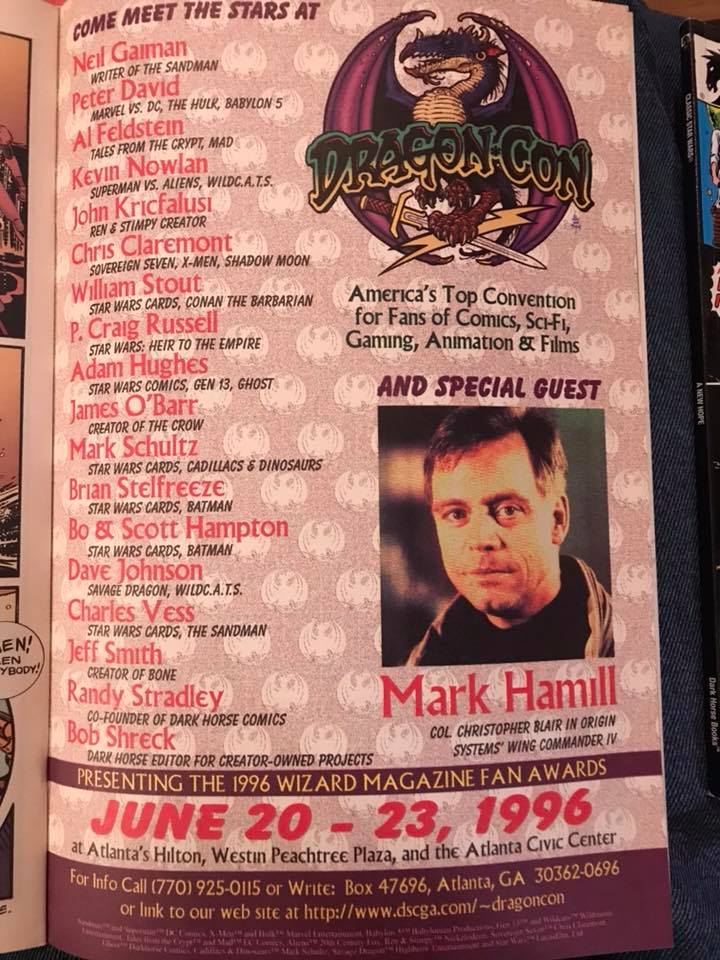 COME MEET THE STARS AT
Neil Gaiman
WRITER OF THE SANDMAN
Peter David
MARVEL VS. DC, THE HULK, BABYLON 5
Al Feldstein
TALES FROM THE CRYPT, MAD
Kevin Nowlan
SUPERMAN VS. ALIENS, WILDC.A.T.S.
John Kricfalusi
REN & STIMPY CREATOR
Chris Claremont
SOVEREIGN SEVEN, X-MEN, SHADOW MOON
William Stout
STAR WARS CARDS, CONAN THE BARBARIAN
P. Craig Russell
STAR WARS: HEIR TO THE EMPIRE
Adam Hughes
STAR WARS COMICS, GEN 13, GHOST
James O'Barr
CREATOR OF THE CROW
Mark Schultz
STAR WARS CARDS, CADILLACS & DINOSAURS
Brian Stelfreeze
STAR WARS CARDS, BATMAN
Bo & Scott Hampton
STAR WARS CARDS, BATMAN
Dave Johnson
SAVAGE DRAGON, WILDC.A.T.S.
Charles Vess
STAR WARS CARDS, THE SANDMAN
Jeff Smith
CREATOR OF BONE
Randy Stradley
CO-FOUNDER OF DARK HORSE COMICS
Bob Shreck
DARK HORSE EDITOR FOR CREATOR-OWNED PROJECTS
DRAGON·CON
America's Top Convention
for Fans of Comics, Sci-Fi,
Gaming, Animation & Films
AND SPECIAL GUEST
Mark Hamill
COL. CHRISTOPHER BLAIR IN ORIGIN
SYSTEMS' WING COMMANDER IV
PRESENTING THE 1996 WIZARD MAGAZINE FAN AWARDS
JUNE 20 - 23, 1996
at Atlanta's Hilton, Westin Peachtree Plaza, and the Atlanta Civic Center
For Info Call (770) 925-0115 or Write: Box 47696, Atlanta, GA 30362-0696
or link to our web site at http://www.dscga.com/~dragoncon
CLASSIC STAR WARS
A NEW HOPE
Dark Horse Books